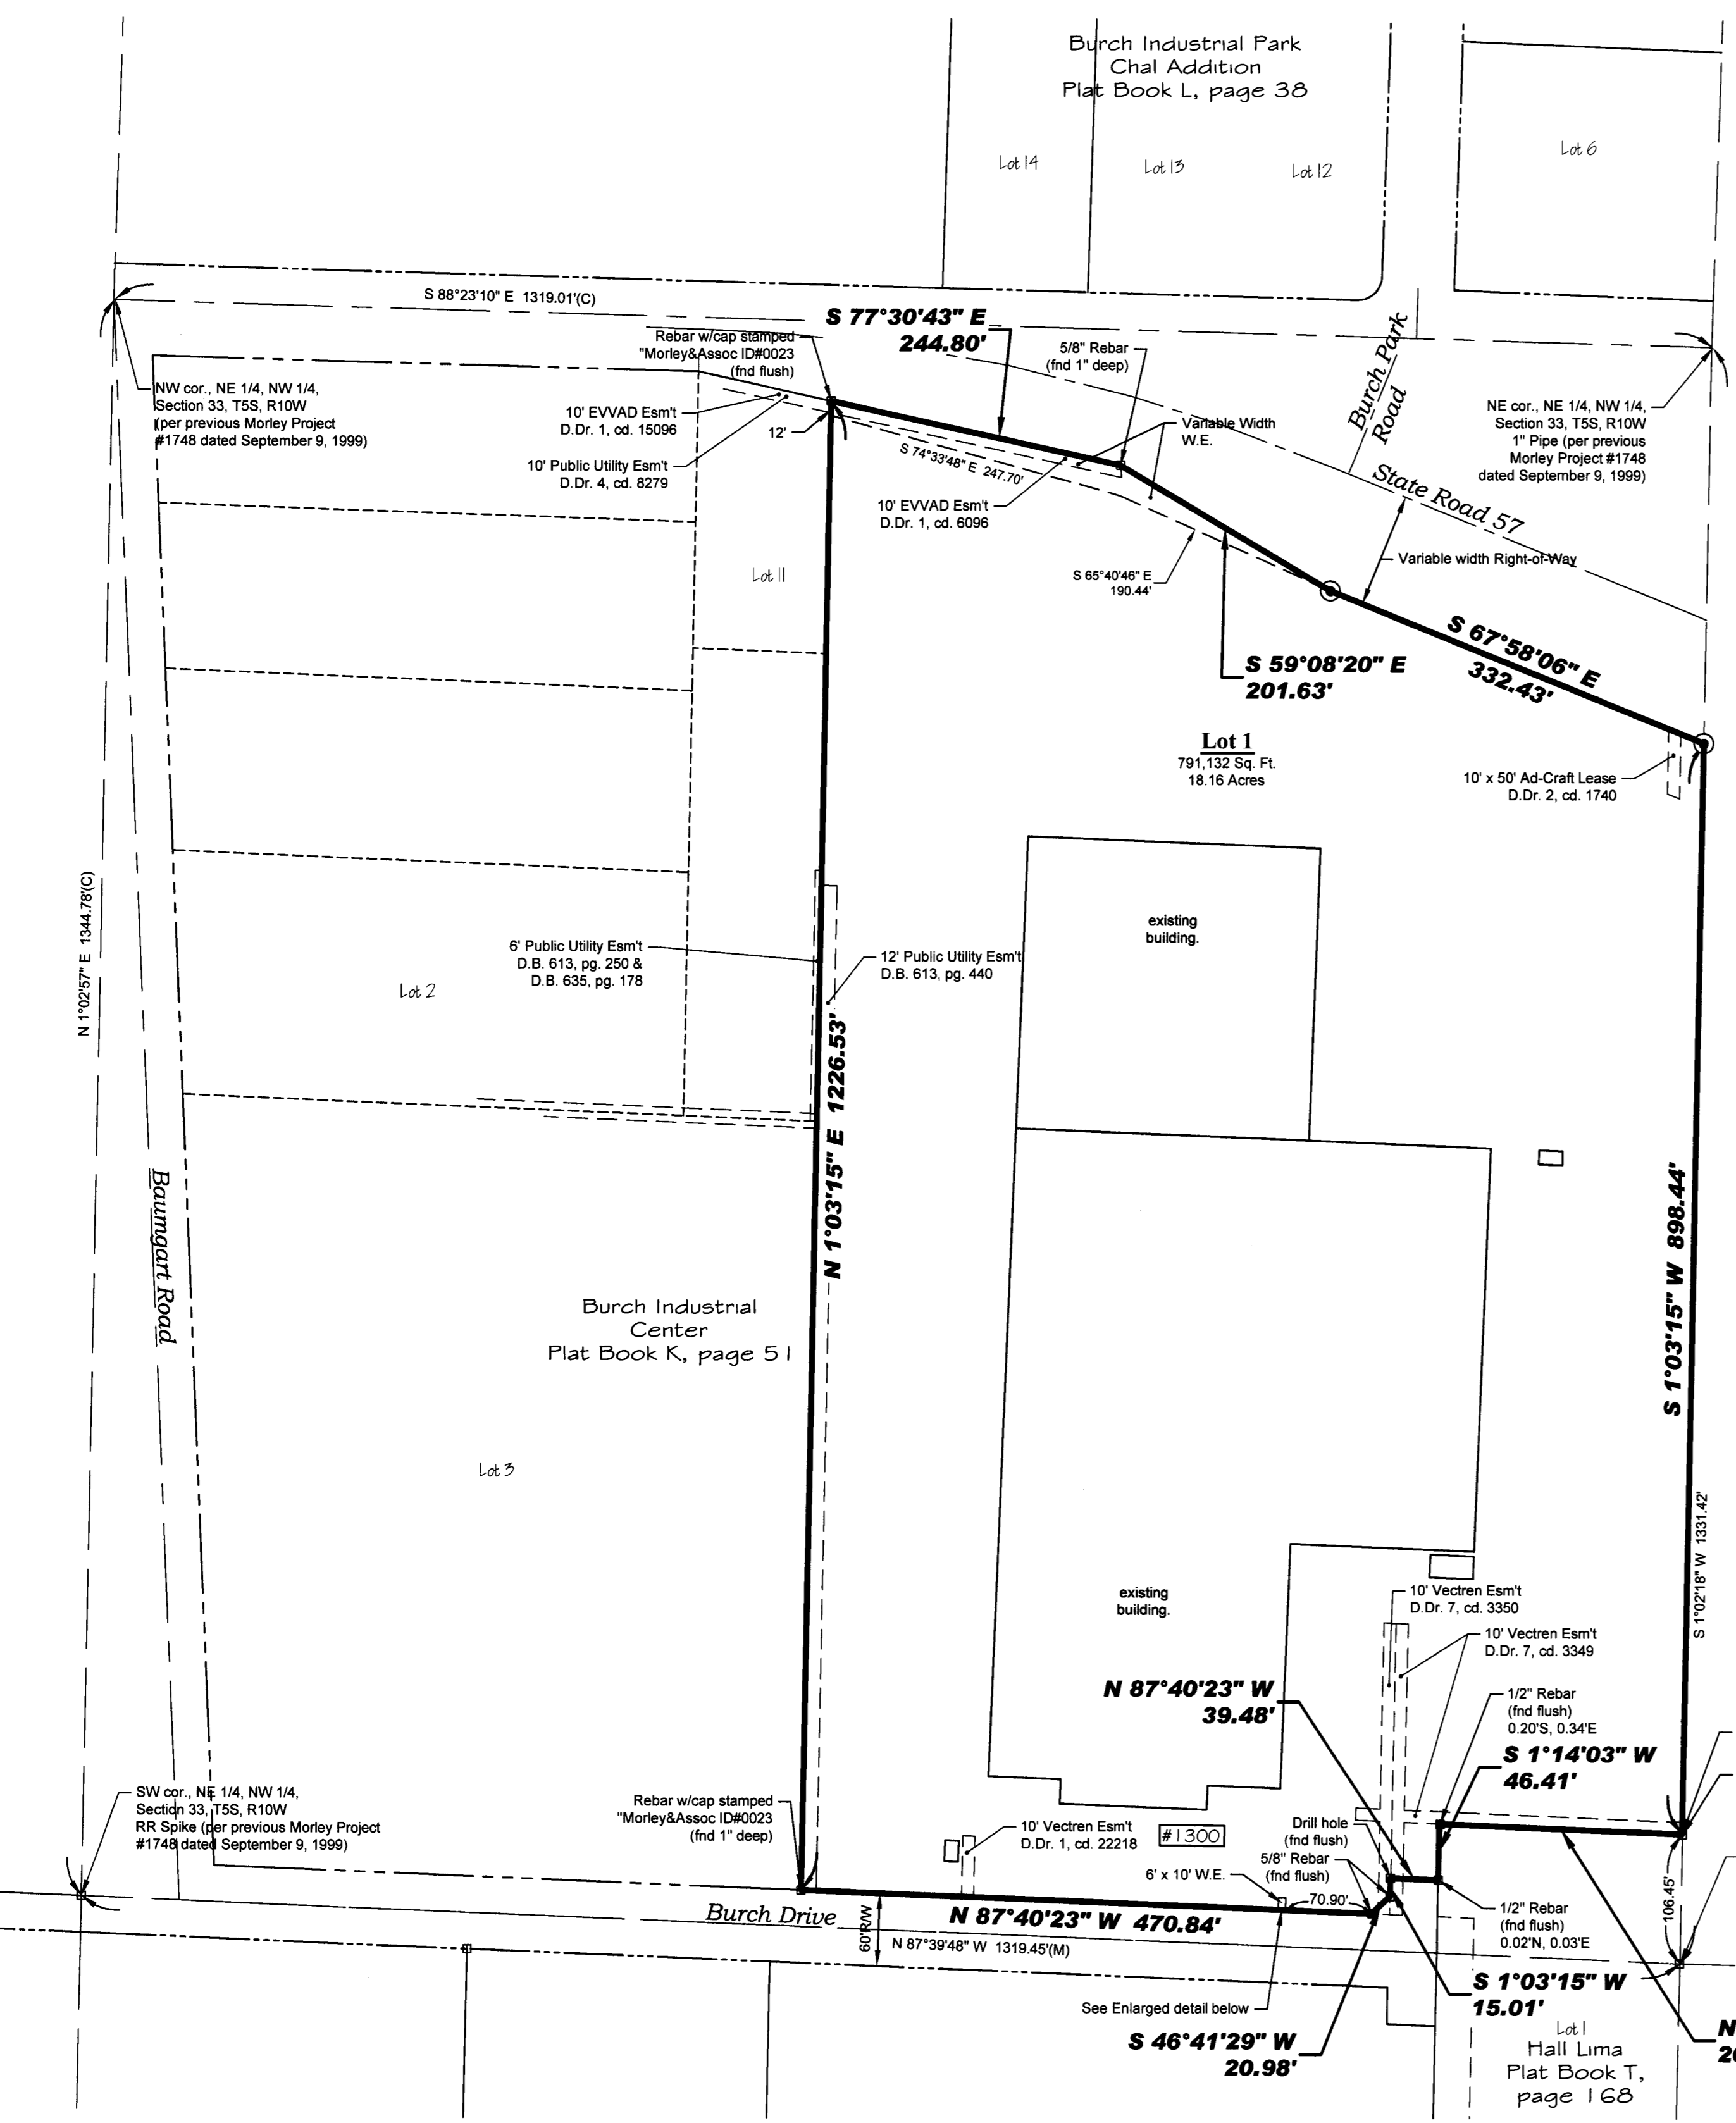 Burch Industrial Park
Chal Addition
Plat Book L, page 38
Lot 14
Lot 13
Lot 12
Lot 6
S 88°23'10" E 1319.01'(C)
S 77°30'43" E
244.80'
Rebar w/cap stamped
"Morley&Assoc ID#0023
(fnd flush)
5/8" Rebar
(fnd 1" deep)
Burch Park
Road
NW cor., NE 1/4, NW 1/4,
Section 33, T5S, R10W
(per previous Morley Project
#1748 dated September 9, 1999)
10' EVVAD Esm't
D.Dr. 1, cd. 15096
12'
Variable Width
W.E.
NE cor., NE 1/4, NW 1/4,
Section 33, T5S, R10W
1" Pipe (per previous
Morley Project #1748
dated September 9, 1999)
10' Public Utility Esm't
D.Dr. 4, cd. 8279
S 74°33'48" E 247.70'
State Road 57
10' EVVAD Esm't
D.Dr. 1, cd. 6096
Variable width Right-of-Way
Lot 11
S 65°40'46" E
190.44'
S 59°08'20" E
201.63'
S 67°58'06" E
332.43'
Lot 1
791,132 Sq. Ft.
18.16 Acres
10' x 50' Ad-Craft Lease
D.Dr. 2, cd. 1740
existing
building.
N 1°02'57" E 1344.78'(C)
6' Public Utility Esm't
D.B. 613, pg. 250 &
D.B. 635, pg. 178
12' Public Utility Esm't
D.B. 613, pg. 440
Lot 2
N 1°03'15" E 1226.53'
S 1°03'15" W 898.44'
Baumgart Road
Burch Industrial
Center
Plat Book K, page 51
Lot 3
S 1°02'18" W 1331.42'
existing
building.
10' Vectren Esm't
D.Dr. 7, cd. 3350
10' Vectren Esm't
D.Dr. 7, cd. 3349
N 87°40'23" W
39.48'
1/2" Rebar
(fnd flush)
0.20'S, 0.34'E
S 1°14'03" W
46.41'
SW cor., NE 1/4, NW 1/4,
Section 33, T5S, R10W
RR Spike (per previous Morley Project
#1748 dated September 9, 1999)
Rebar w/cap stamped
"Morley&Assoc ID#0023
(fnd 1" deep)
10' Vectren Esm't
D.Dr. 1, cd. 22218
#1300
Drill hole
(fnd flush)
5/8" Rebar
(fnd flush)
6' x 10' W.E.
70.90'
106.45'
Burch Drive
60'R/W
N 87°40'23" W 470.84'
N 87°39'48" W 1319.45'(M)
1/2" Rebar
(fnd flush)
0.02'N, 0.03'E
See Enlarged detail below
S 1°03'15" W
15.01'
S 46°41'29" W
20.98'
Lot 1
Hall Lima
Plat Book T,
page 168
N